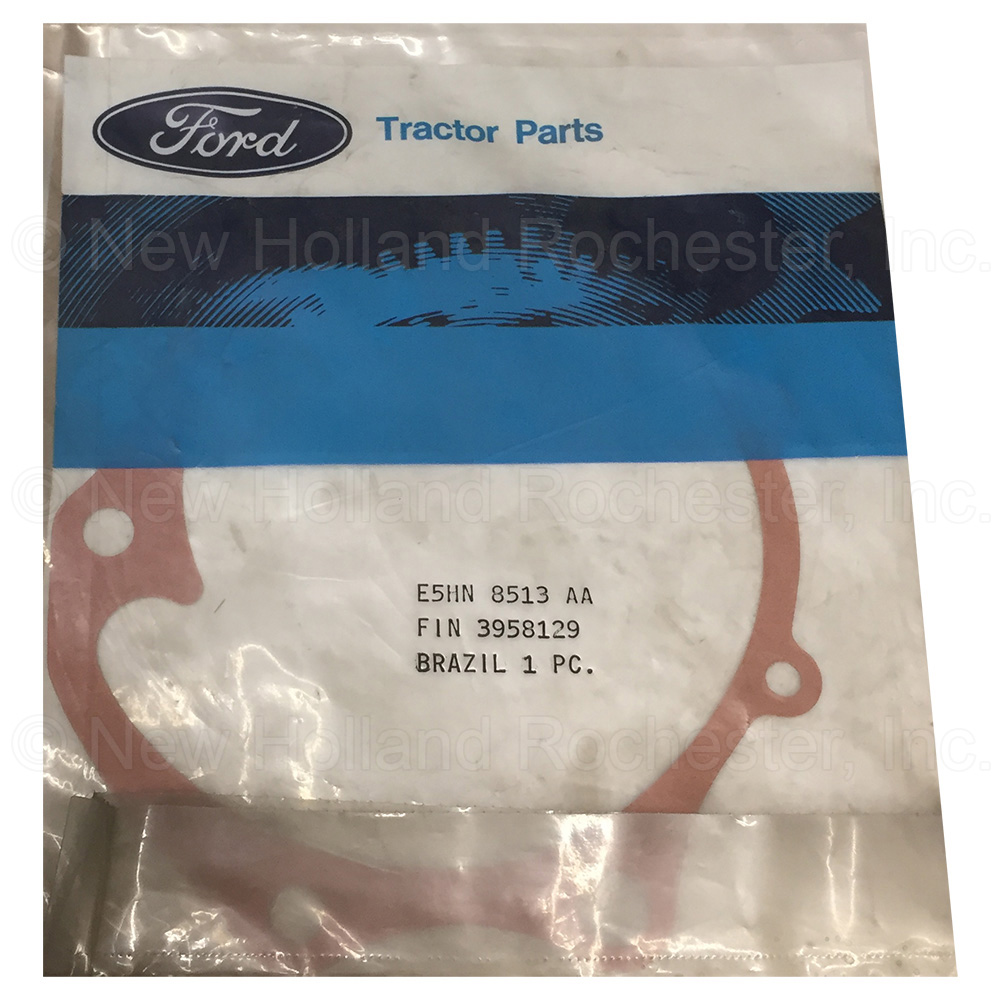 Ford
Tractor Parts
© New Holland Rochester, Inc.
© New Holland Rochester, Inc.
E5HN 8513 AA
FIN 3958129
BRAZIL 1 PC.
© New Holland Rochester, Inc.